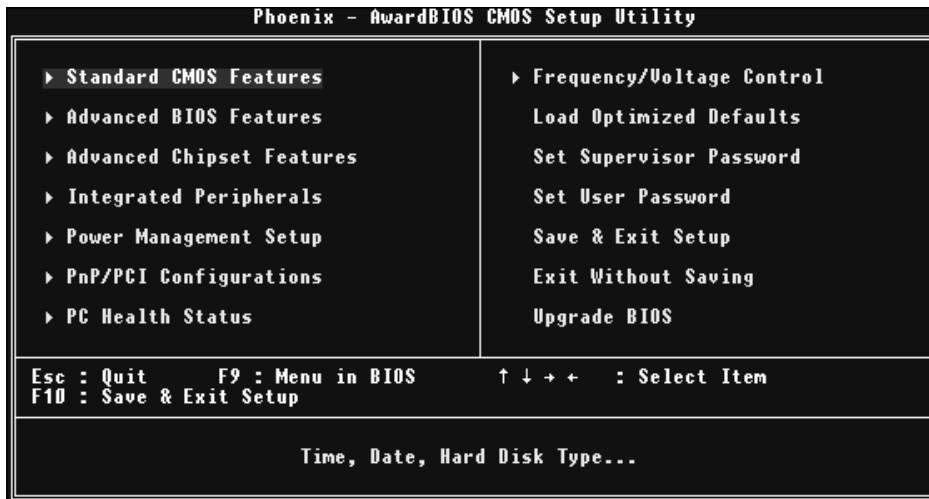 Phoenix - AwardBIOS CMOS Setup Utility
▸ Standard CMOS Features
▸ Advanced BIOS Features
▸ Advanced Chipset Features
▸ Integrated Peripherals
▸ Power Management Setup
▸ PnP/PCI Configurations
▸ PC Health Status
▸ Frequency/Voltage Control
Load Optimized Defaults
Set Supervisor Password
Set User Password
Save & Exit Setup
Exit Without Saving
Upgrade BIOS
Esc : Quit F9 : Menu in BIOS ↑ ↓ → ← : Select Item
F10 : Save & Exit Setup
Time, Date, Hard Disk Type...